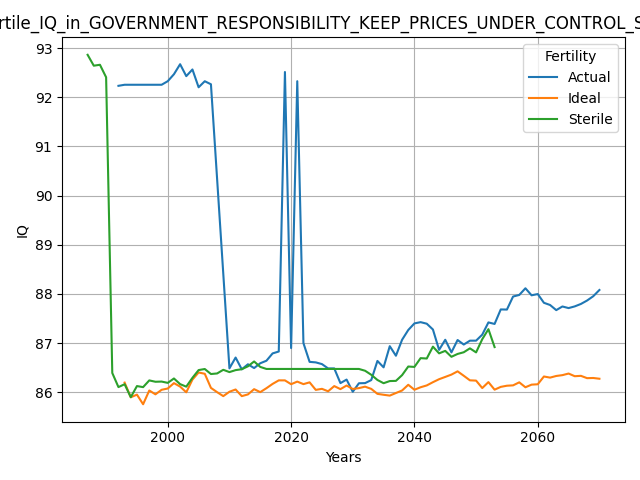 rtile_IQ_in_GOVERNMENT_RESPONSIBILITY_KEEP_PRICES_UNDER_CONTROL_S
Fertility
Actual
Ideal
Sterile
93
92
91
90
89
88
87
86
IQ
2000 2020 2040 2060
Years